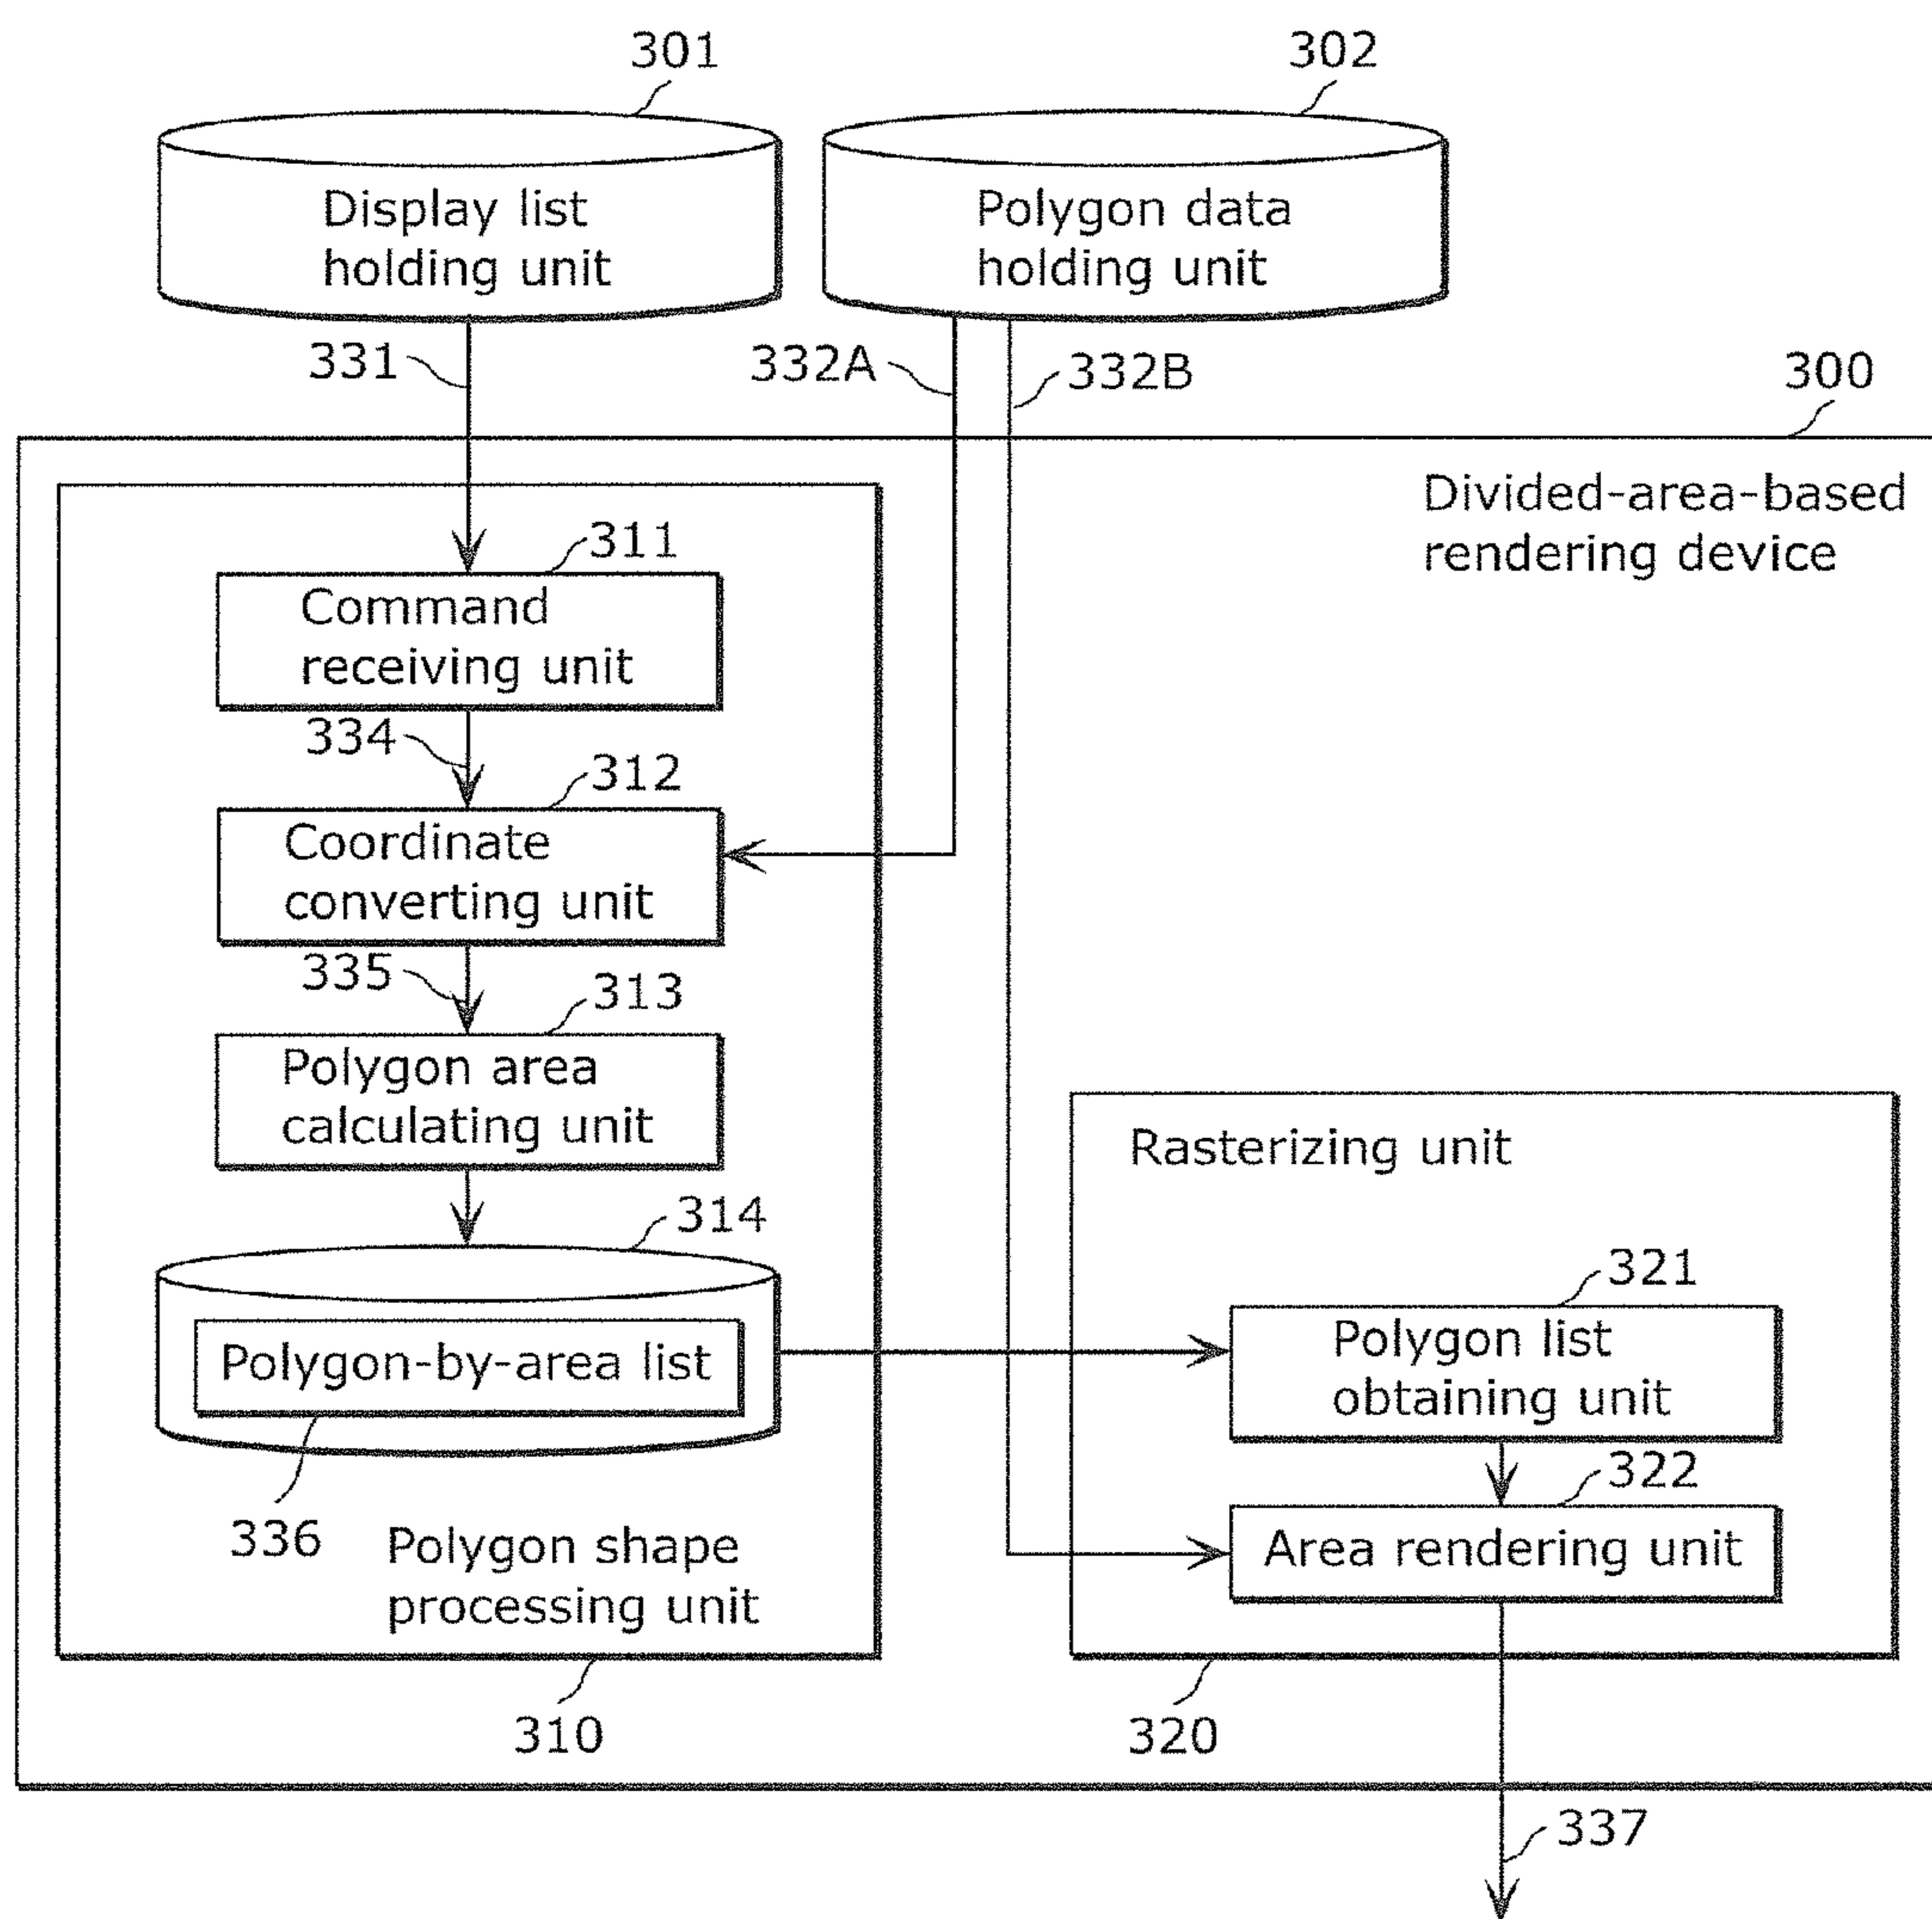 301
302
Display list
holding unit
Polygon data
holding unit
331
332A
332B
300
Divided-area-based
rendering device
311
Command
receiving unit
334
312
Coordinate
converting unit
335
313
Polygon area
calculating unit
314
Polygon-by-area list
336
Polygon shape
processing unit
310
Rasterizing unit
321
Polygon list
obtaining unit
322
Area rendering unit
320
337